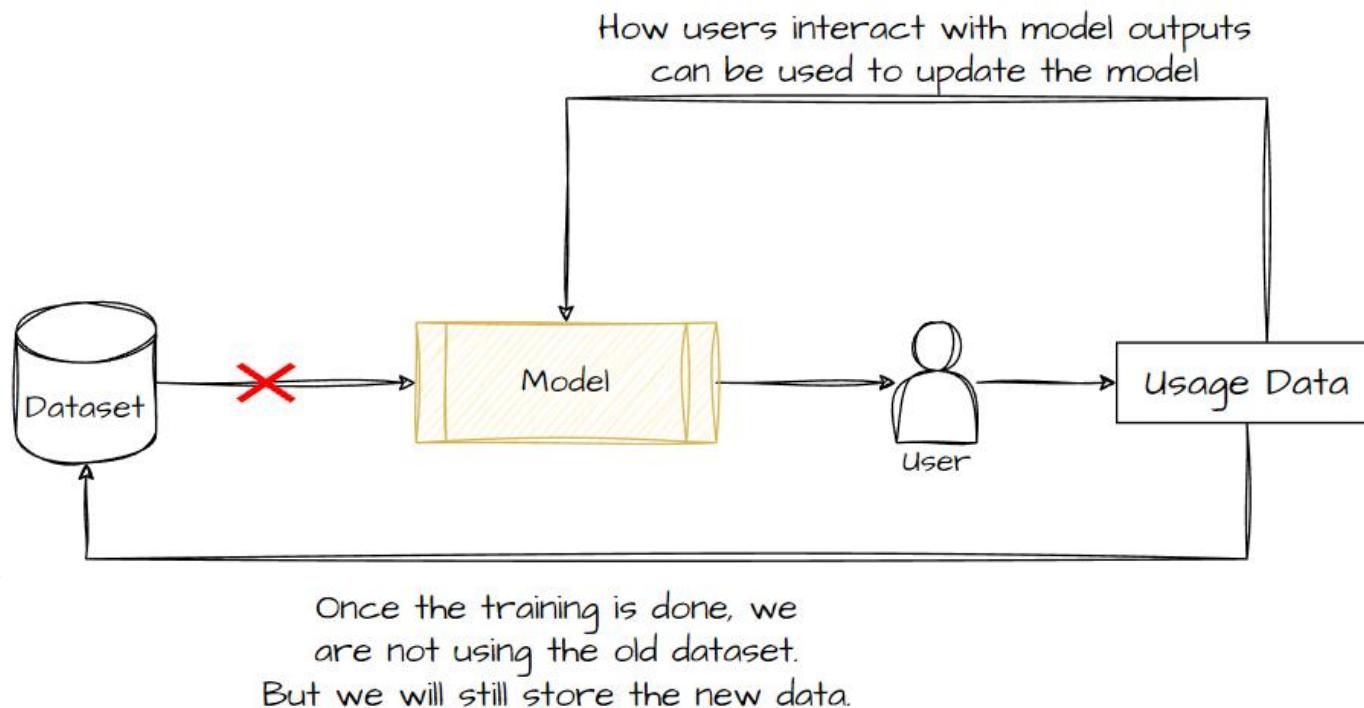 How users interact with model outputs
can be used to update the model
Dataset
Model
User
Usage Data
Once the training is done, we
are not using the old dataset.
But we will still store the new data.